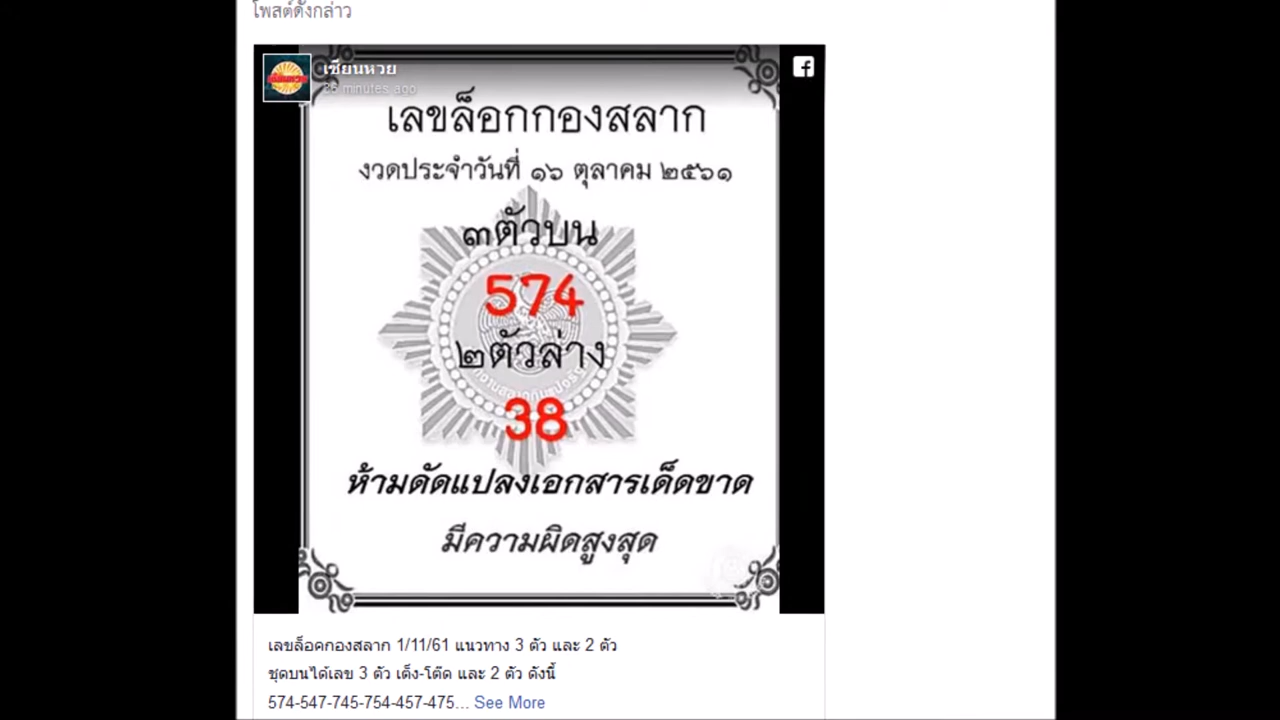 โพสต์ดังกล่าว
เซียนหวย
36 minutes ago
เลขล็อกกองสลาก
งวดประจำวันที่ ๑๖ ตุลาคม ๒๕๖๑
๓ตัวบน
574
๒ตัวล่าง
38
ห้ามดัดแปลงเอกสารเด็ดขาด
มีความผิดสูงสุด
เลขล็อคกองสลาก 1/11/61 แนวทาง 3 ตัว และ 2 ตัว
ชุดบนได้เลข 3 ตัว เต็ง-โต๊ด และ 2 ตัว ดังนี้
574-547-745-754-457-475... See More